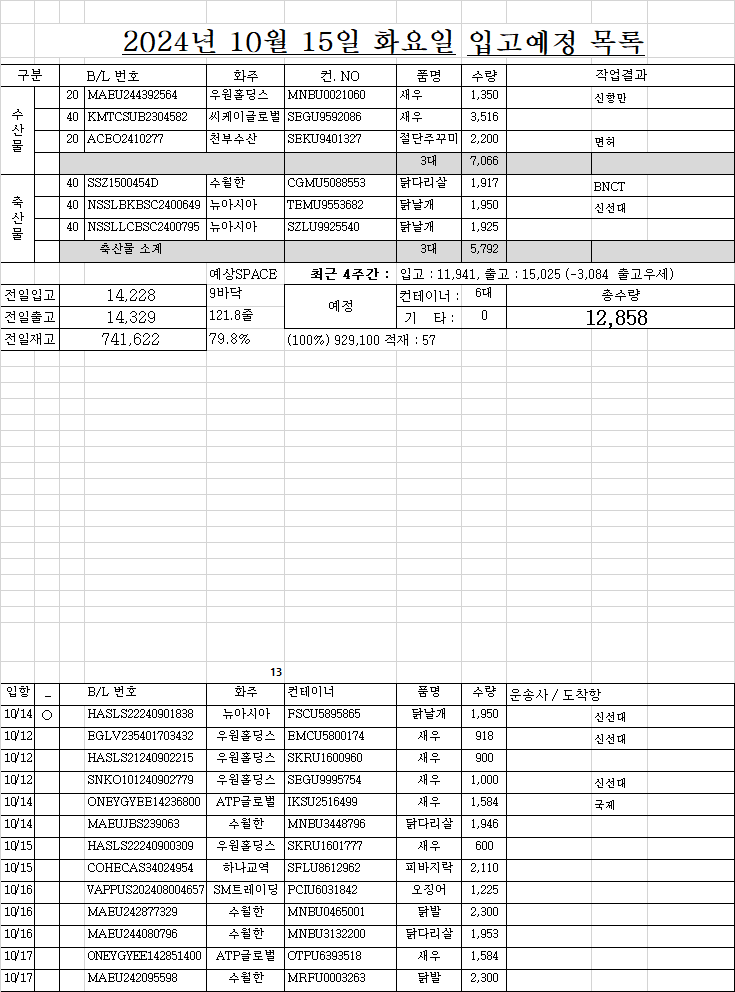 2024년 10월 15일 화요일 입고예정 목록
구분 B/L 번호 화주 컨. NO 품명 수량 작업결과
수산물 20 MAEU244392564 우원홀딩스 MNBU0021060 새우 1,350 신항만
40 KMTCSUB2304582 씨케이글로벌 SEGU9592086 새우 3,516
20 ACEO2410277 천부수산 SEKU9401327 절단주꾸미 2,200 면허
3대 7,066
축산물 40 SSZ1500454D 수월한 CGMU5088553 닭다리살 1,917 BNCT
40 NSSLBKBSC2400649 뉴아시아 TEMU9553682 닭날개 1,950 신선대
40 NSSLLCBSC2400795 뉴아시아 SZLU9925540 닭날개 1,925
축산물 소계 3대 5,792
예상SPACE 최근 4주간 : 입고 : 11,941, 출고 : 15,025 (-3,084 출고우세)
전일입고 14,228 9바닥 예정 컨테이너 : 6대 총수량
전일출고 14,329 121.8줄 기 타 : 0 12,858
전일재고 741,622 79.8% (100%) 929,100 적재 : 57
13
입항 _ B/L 번호 화주 컨테이너 품명 수량 운송사 / 도착항
10/14 ○ HASLS22240901838 뉴아시아 FSCU5895865 닭날개 1,950 신선대
10/12 EGLV235401703432 우원홀딩스 EMCU5800174 새우 918 신선대
10/12 HASLS21240902215 우원홀딩스 SKRU1600960 새우 900
10/12 SNKO101240902779 우원홀딩스 SEGU9995754 새우 1,000 신선대
10/14 ONEYGYEE14236800 ATP글로벌 IKSU2516499 새우 1,584 국제
10/14 MAEUJBS239063 수월한 MNBU3448796 닭다리살 1,946
10/15 HASLS22240900309 우원홀딩스 SKRU1601777 새우 600
10/15 COHECAS34024954 하나교역 SFLU8612962 피바지락 2,110
10/16 VAPPUS202408004657 SM트레이딩 PCIU6031842 오징어 1,225
10/16 MAEU242877329 수월한 MNBU0465001 닭발 2,300
10/16 MAEU244080796 수월한 MNBU3132200 닭다리살 1,953
10/17 ONEYGYEE142851400 ATP글로벌 OTPU6393518 새우 1,584
10/17 MAEU242095598 수월한 MRFU0003263 닭발 2,300